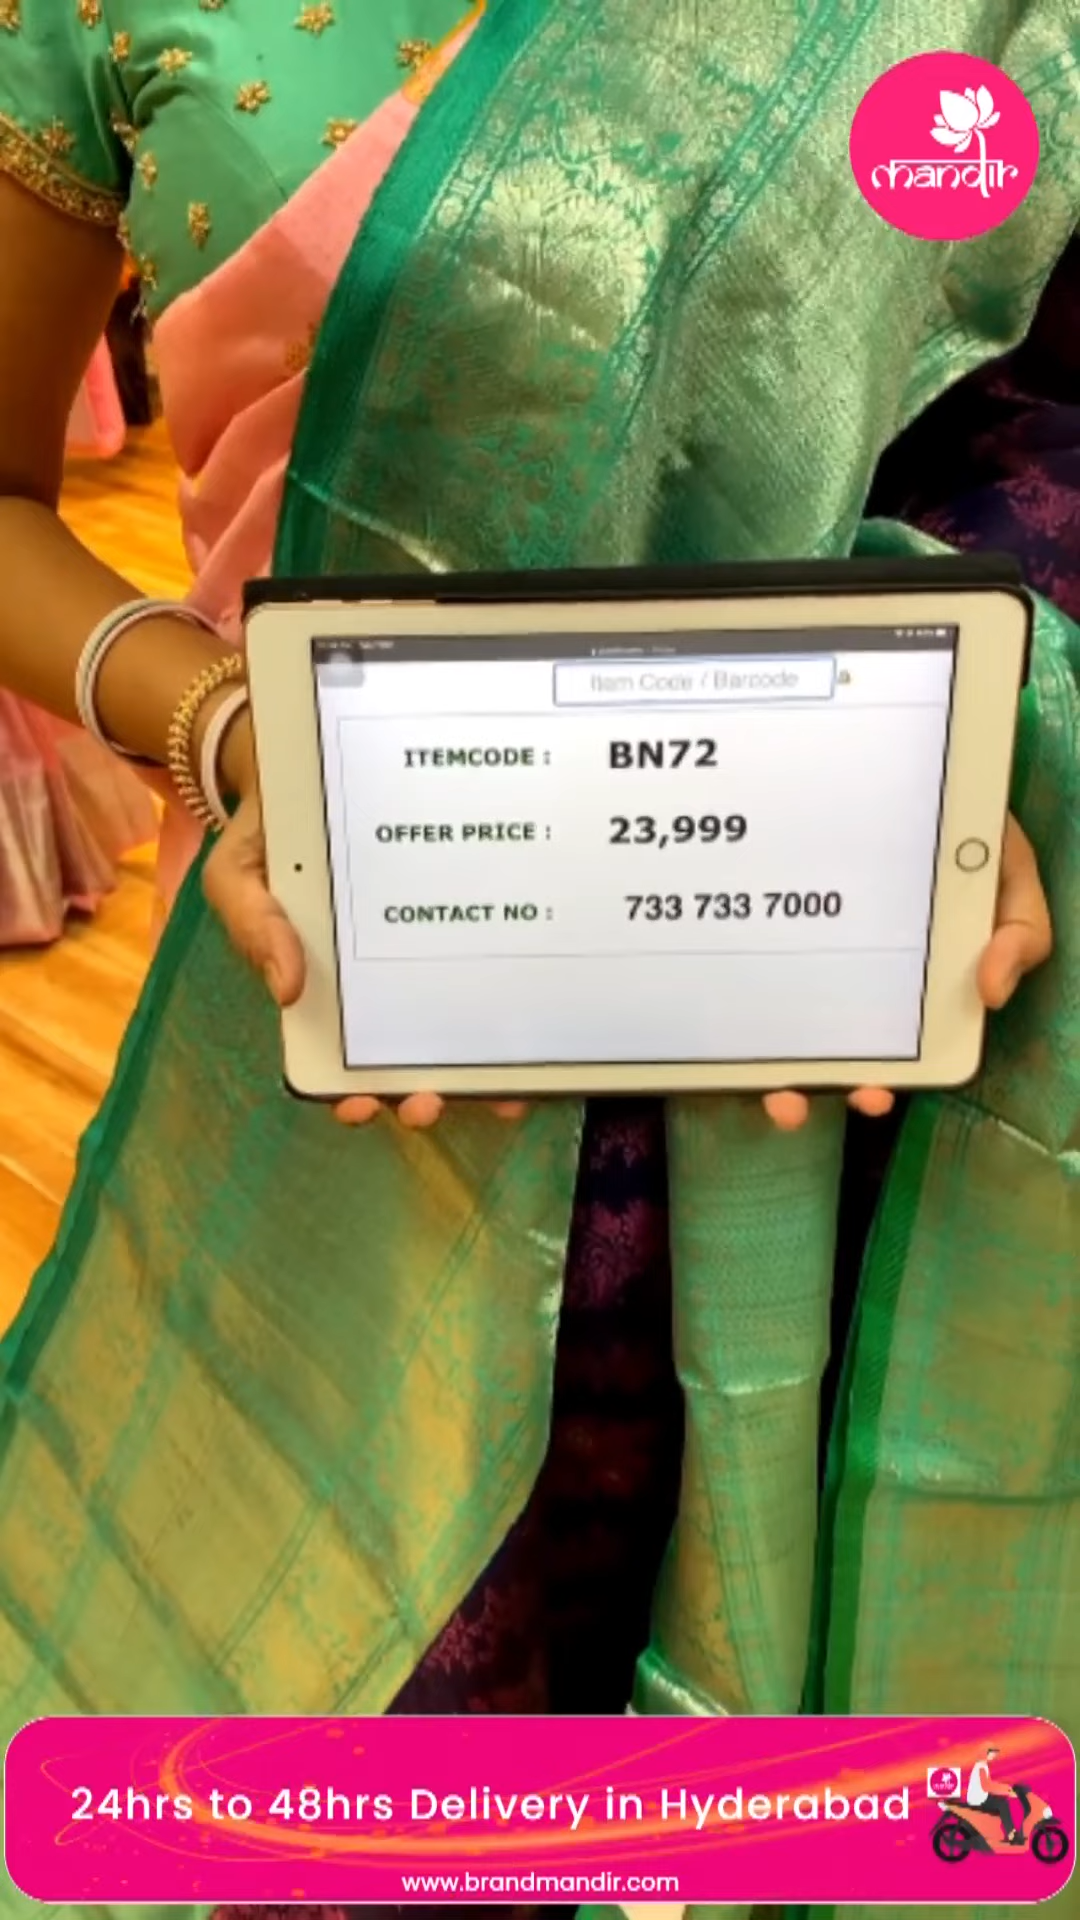 mandir
Item Code / Barcode
ITEMCODE : BN72
OFFER PRICE : 23,999
CONTACT NO : 733 733 7000
24hrs to 48hrs Delivery in Hyderabad
www.brandmandir.com